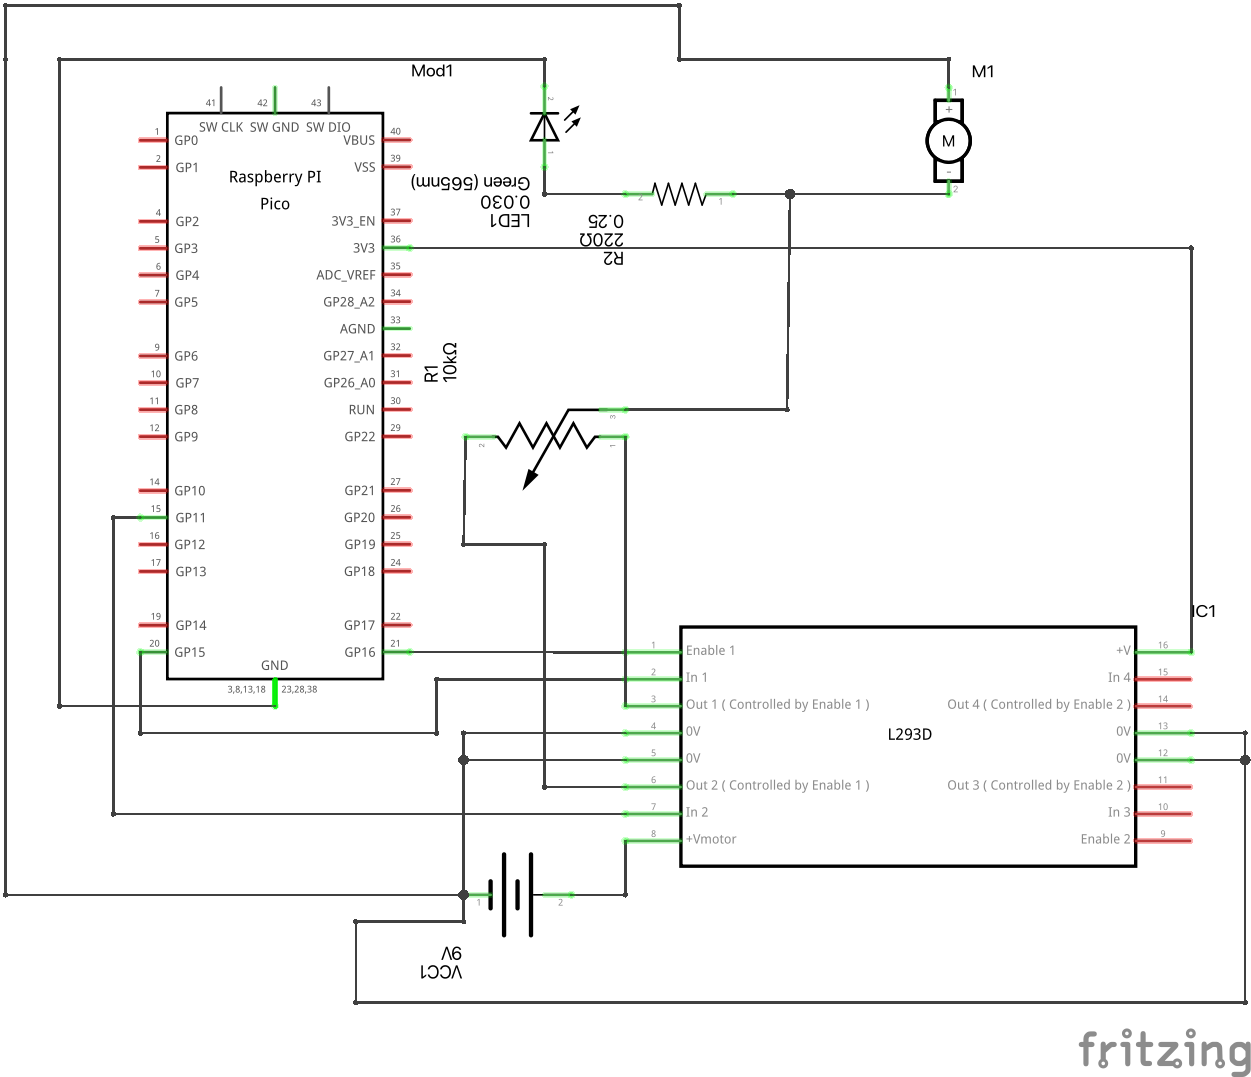 Mod1
M1
41 42 43
SW CLK SW GND SW DIO
Raspberry PI
Pico
1 GP0
2 GP1
4 GP2
5 GP3
6 GP4
7 GP5
9 GP6
10 GP7
11 GP8
12 GP9
14 GP10
15 GP11
16 GP12
17 GP13
19 GP14
20 GP15
VBUS 40
VSS 39
3V3_EN 37
3V3 36
ADC_VREF 35
GP28_A2 34
AGND 33
GP27_A1 32
GP26_A0 31
RUN 30
GP22 29
GP21 27
GP20 26
GP19 25
GP18 24
GP17 22
GP16 21
GND
3,8,13,18 23,28,38
2
1
LED1
0.030
Green (565nm)
2 1
R2
220Ω
0.25
1
+
M
-
2
R1
10kΩ
3
2 1
IC1
L293D
1 Enable 1
2 In 1
3 Out 1 ( Controlled by Enable 1 )
4 0V
5 0V
6 Out 2 ( Controlled by Enable 1 )
7 In 2
8 +Vmotor
+V 16
In 4 15
Out 4 ( Controlled by Enable 2 ) 14
0V 13
0V 12
Out 3 ( Controlled by Enable 2 ) 11
In 3 10
Enable 2 9
1 2
VCC1
9V
fritzing